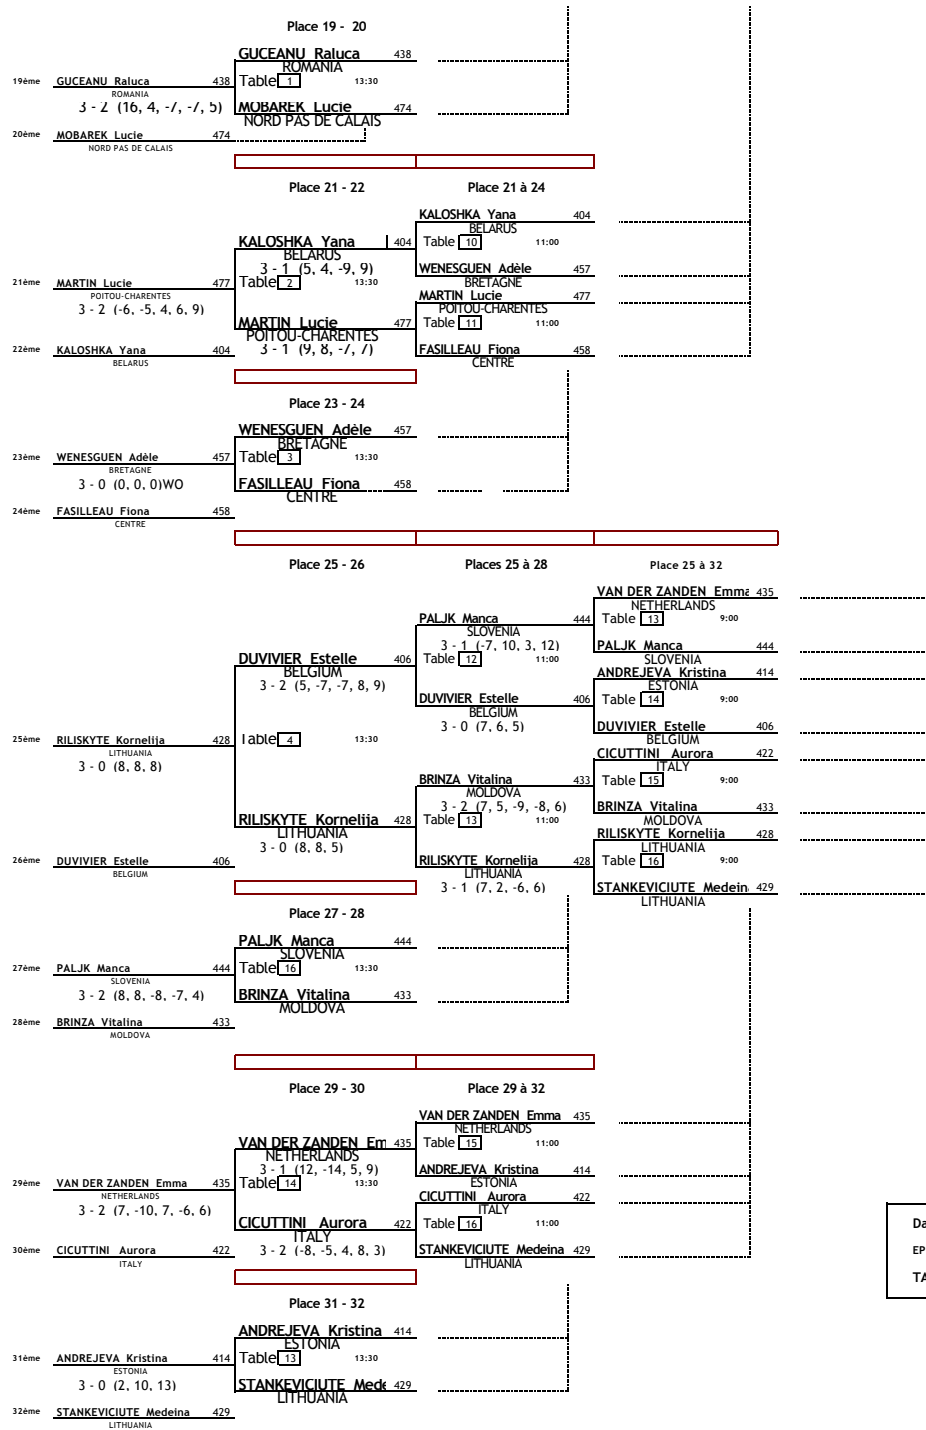 Place 19 - 20
GUCEANU Raluca 438
ROMANIA
19ème GUCEANU Raluca 438 Table 1 13:30
ROMANIA
3 - 2 (16, 4, -7, -7, 5) MOBAREK Lucie 474
NORD PAS DE CALAIS
20ème MOBAREK Lucie 474
NORD PAS DE CALAIS
Place 21 - 22 Place 21 à 24
KALOSHKA Yana 404
BELARUS
KALOSHKA Yana 404 Table 10 11:00
BELARUS
3 - 1 (5, 4, -9, 9) WENESGUEN Adèle 457
BRETAGNE
21ème MARTIN Lucie 477 Table 2 13:30
POITOU-CHARENTES
MARTIN Lucie 477
POITOU-CHARENTES
3 - 2 (-6, -5, 4, 6, 9)
MARTIN Lucie 477 Table 11 11:00
POITOU-CHARENTES
3 - 1 (9, 8, -7, 7)
22ème KALOSHKA Yana 404 FASILLEAU Fiona 458
BELARUS CENTRE
Place 23 - 24
WENESGUEN Adèle 457
BRETAGNE
23ème WENESGUEN Adèle 457 Table 3 13:30
BRETAGNE
3 - 0 (0, 0, 0)WO FASILLEAU Fiona 458
CENTRE
24ème FASILLEAU Fiona 458
CENTRE
Place 25 - 26 Places 25 à 28 Place 25 à 32
VAN DER ZANDEN Emma 435
NETHERLANDS
PALJK Manca 444 Table 13 9:00
SLOVENIA
3 - 1 (-7, 10, 3, 12) PALJK Manca 444
SLOVENIA
DUVIVIER Estelle 406 Table 12 11:00
BELGIUM
ANDREJEVA Kristina 414
ESTONIA
3 - 2 (5, -7, -7, 8, 9)
DUVIVIER Estelle 406 Table 14 9:00
BELGIUM
3 - 0 (7, 6, 5) DUVIVIER Estelle 406
BELGIUM
25ème RILISKYTE Kornelija 428 Table 4 13:30
LITHUANIA
CICUTTINI Aurora 422
ITALY
3 - 0 (8, 8, 8)
BRINZA Vitalina 433 Table 15 9:00
MOLDOVA
3 - 2 (7, 5, -9, -8, 6) BRINZA Vitalina 433
MOLDOVA
RILISKYTE Kornelija 428 Table 13 11:00
LITHUANIA
RILISKYTE Kornelija 428
LITHUANIA
3 - 0 (8, 8, 5)
26ème DUVIVIER Estelle 406 RILISKYTE Kornelija 428 Table 16 9:00
BELGIUM LITHUANIA
3 - 1 (7, 2, -6, 6) STANKEVICIUTE Medein 429
LITHUANIA
Place 27 - 28
PALJK Manca 444
SLOVENIA
27ème PALJK Manca 444 Table 16 13:30
SLOVENIA
3 - 2 (8, 8, -8, -7, 4) BRINZA Vitalina 433
MOLDOVA
28ème BRINZA Vitalina 433
MOLDOVA
Place 29 - 30 Place 29 à 32
VAN DER ZANDEN Emma 435
NETHERLANDS
VAN DER ZANDEN Em 435 Table 15 11:00
NETHERLANDS
3 - 1 (12, -14, 5, 9) ANDREJEVA Kristina 414
ESTONIA
29ème VAN DER ZANDEN Emma 435 Table 14 13:30
NETHERLANDS
CICUTTINI Aurora 422
ITALY
3 - 2 (7, -10, 7, -6, 6)
CICUTTINI Aurora 422 Table 16 11:00
ITALY
30ème CICUTTINI Aurora 422 3 - 2 (-8, -5, 4, 8, 3) STANKEVICIUTE Medeina 429
ITALY LITHUANIA
Da
EP
TA
Place 31 - 32
ANDREJEVA Kristina 414
ESTONIA
31ème ANDREJEVA Kristina 414 Table 13 13:30
ESTONIA
3 - 0 (2, 10, 13) STANKEVICIUTE Mede 429
LITHUANIA
32ème STANKEVICIUTE Medeina 429
LITHUANIA